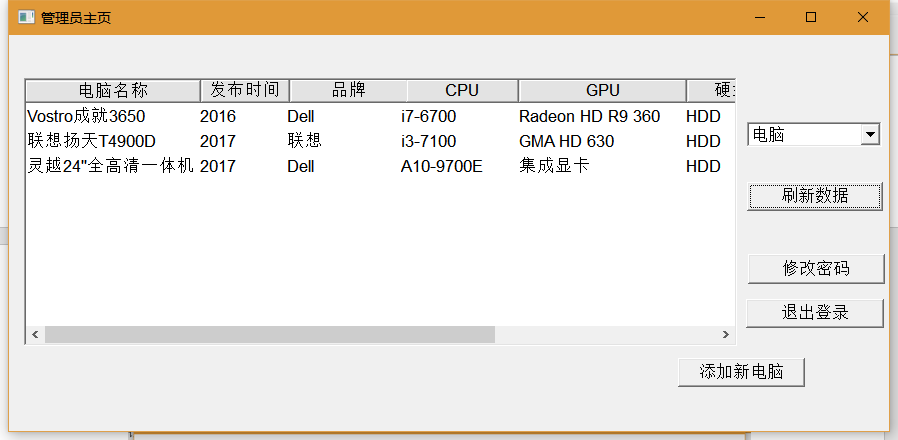 管理员主页
电脑名称 发布时间 品牌 CPU GPU
Vostro成就3650 2016 Dell i7-6700 Radeon HD R9 360 HDD
联想扬天T4900D 2017 联想 i3-7100 GMA HD 630 HDD
灵越24"全高清一体机 2017 Dell A10-9700E 集成显卡 HDD
电脑
刷新数据
修改密码
退出登录
添加新电脑